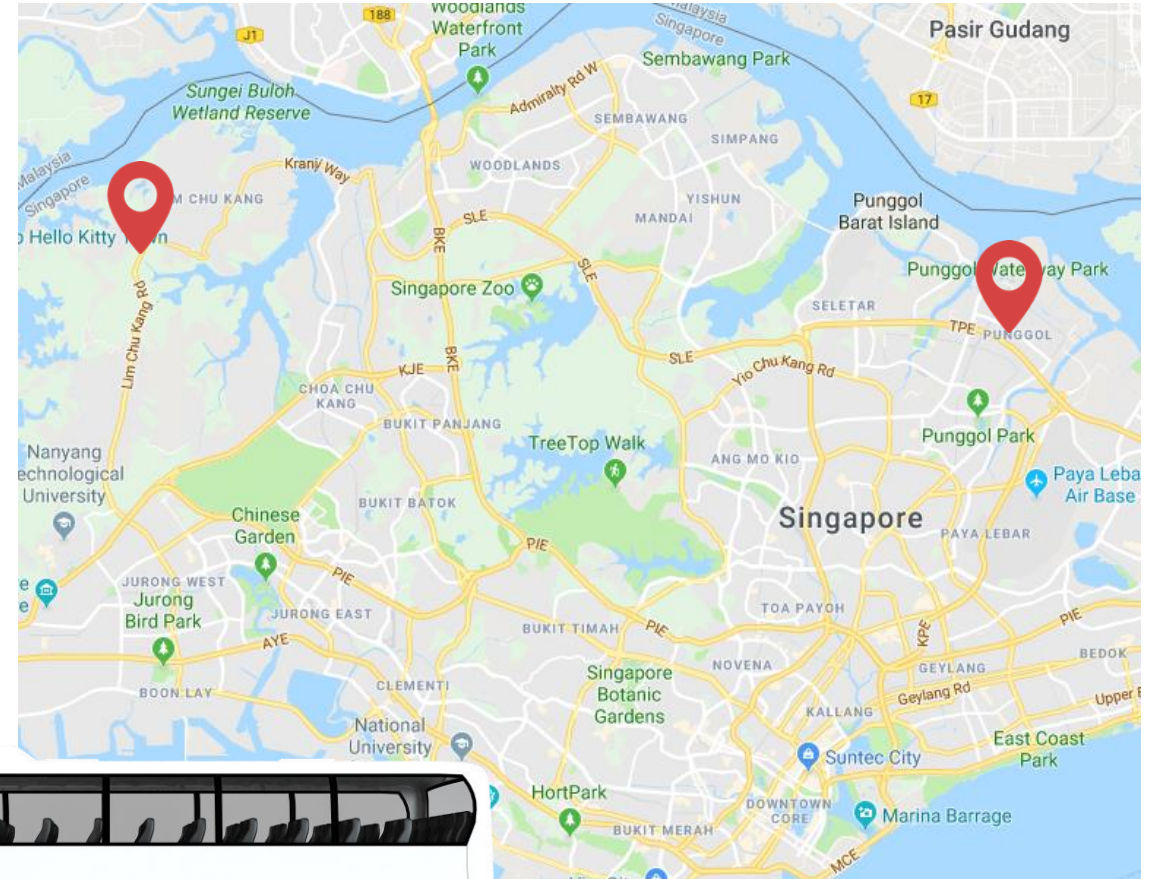 188
J1
Woodlands
Waterfront
Park
Malaysia
Singapore
Pasir Gudang
Sembawang Park
17
Sungei Buloh
Wetland Reserve
Admiralty Rd W
SEMBAWANG
SIMPANG
WOODLANDS
Kranji Way
Malaysia
Singapore
M CHU KANG
YISHUN
MANDAI
Punggol
Barat Island
SLE
BKE
Hello Kitty
Punggol Park
SLE
Singapore Zoo
SELETAR
TPE
PUNGGOL
Lim Chu Kang Rd
BKE
SLE
KJE
Yio Chu Kang Rd
CHOA CHU
KANG
BUKIT PANJANG
Punggol Park
TreeTop Walk
Nanyang
echnological
University
ANG MO KIO
Paya Leba
Air Base
BUKIT BATOK
Chinese
Garden
Singapore
PAYA LEBAR
PIE
PIE
JURONG WEST
Jurong
Bird Park
JURONG EAST
TOA PAYOH
BUKIT TIMAH
PIE
KPE
PIE
AYE
BEDOK
BOON LAY
CLEMENTI
Singapore
Botanic
Gardens
NOVENA
GEYLANG
Geylang Rd
Upper
KALLANG
National
University
Suntec City
East Coast
Park
HortPark
DOWNTOWN
CORE
Marina Barrage
BUKIT MERAH
MCE